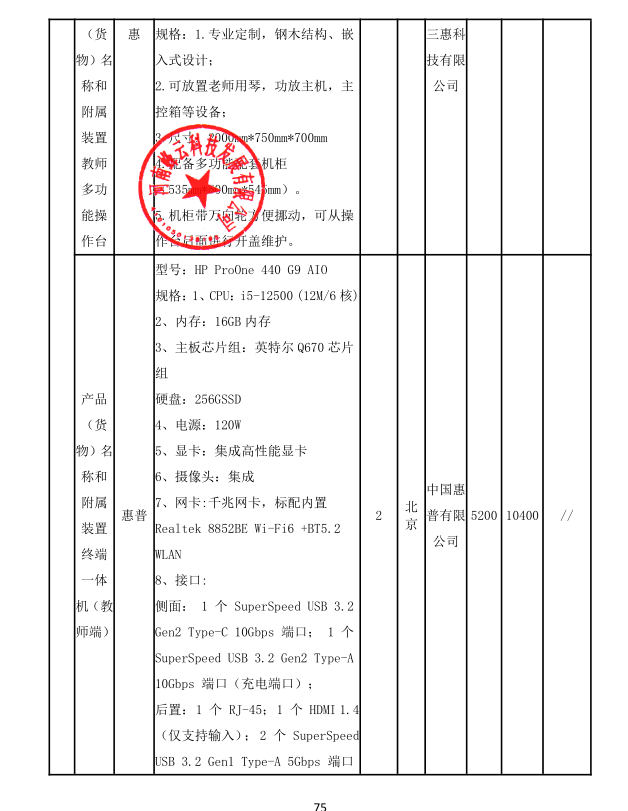 （货
物）名
称和
附属
装置
教师
多功
能操
作台
惠
规格：1.专业定制，钢木结构、嵌
入式设计；
2.可放置老师用琴，功放主机，主
控箱等设备；
3.尺寸：2000mm*750mm*700mm
4.配备多功能配套机柜
5.机柜带万向轮方便挪动，可从操
作台后面进行开盖维护。
三惠科
技有限
公司
产品
（货
物）名
称和
附属
装置
终端
一体
机（教
师端）
惠普
型号：HP ProOne 440 G9 AIO
规格：1、CPU；i5-12500 (12M/6 核)
2、内存：16GB 内存
3、主板芯片组：英特尔 Q670 芯片
组
硬盘：256GSSD
4、电源：120W
5、显卡：集成高性能显卡
6、摄像头：集成
7、网卡:千兆网卡，标配内置
Realtek 8852BE Wi-Fi6 +BT5.2
WLAN
8、接口:
侧面： 1 个 SuperSpeed USB 3.2
Gen2 Type-C 10Gbps 端口； 1 个
SuperSpeed USB 3.2 Gen2 Type-A
10Gbps 端口（充电端口）；
后置：1 个 RJ-45；1 个 HDMI 1.4
（仅支持输入）；2 个 SuperSpeed
USB 3.2 Gen1 Type-A 5Gbps 端口
2
北
京
中国惠
普有限
公司
5200
10400
//
75